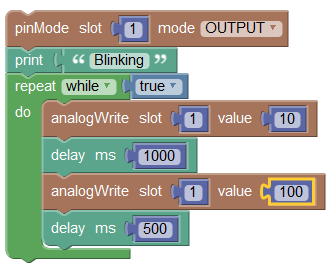 pinMode slot 1 mode OUTPUT
print “ Blinking ”
repeat while true
do
analogWrite slot 1 value 10
delay ms 1000
analogWrite slot 1 value 100
delay ms 500